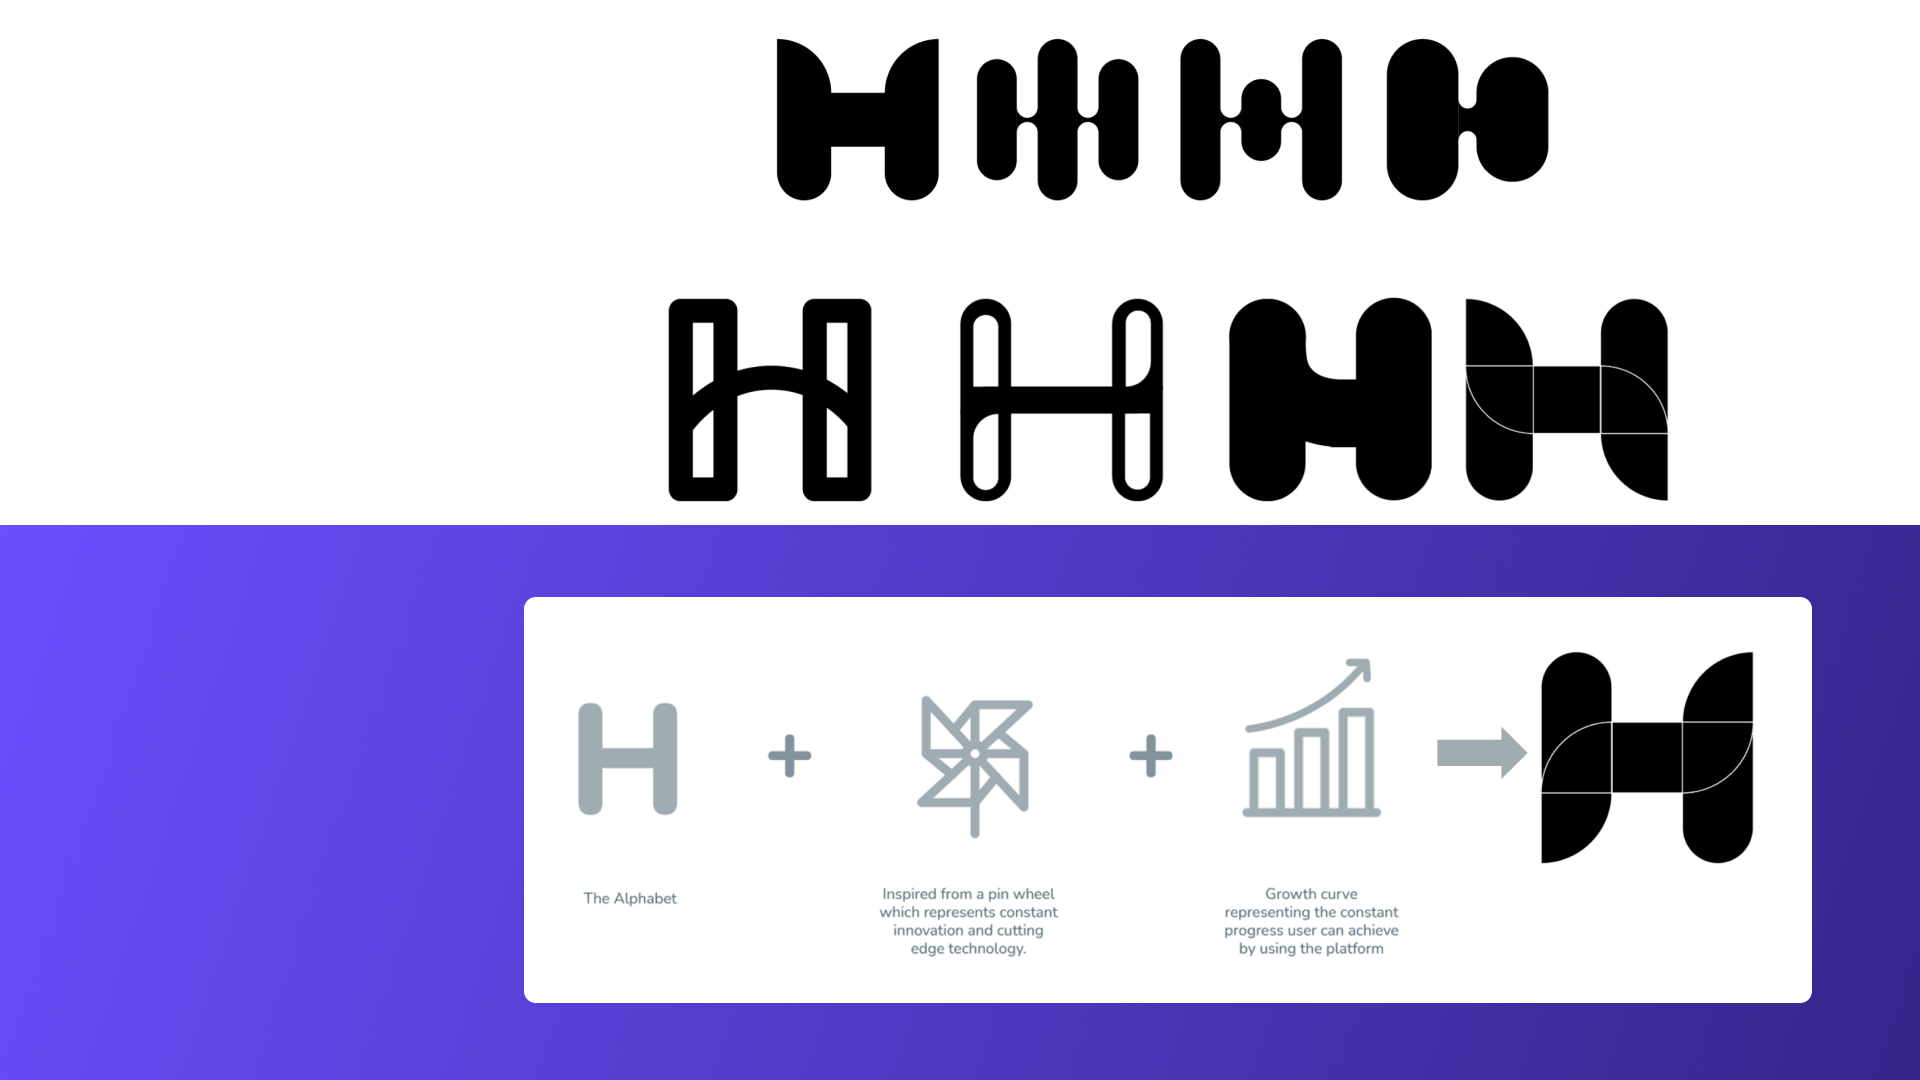 The Alphabet
Inspired from a pin wheel
which represents constant
innovation and cutting
edge technology.
Growth curve
representing the constant
progress user can achieve
by using the platform